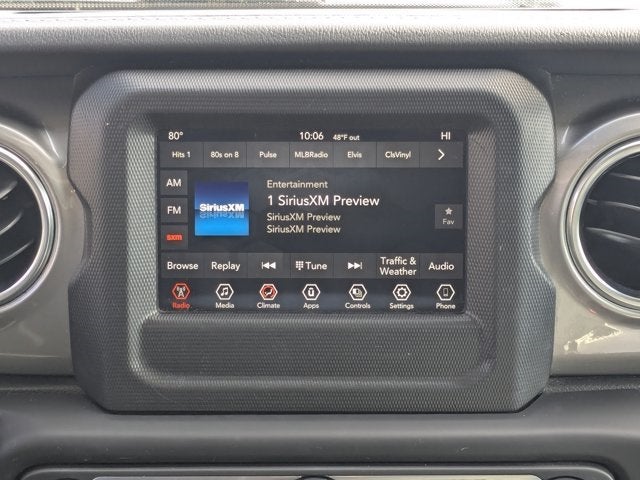 80° 10:06 48°F out HI
Hits 1 80s on 8 Pulse MLBRadio Elvis ClsVinyl
AM
FM
SXM
SiriusXM
Entertainment
1 SiriusXM Preview
SiriusXM Preview
SiriusXM Preview
Fav
Browse Replay Tune Traffic & Weather Audio
Radio Media Climate Apps Controls Settings Phone